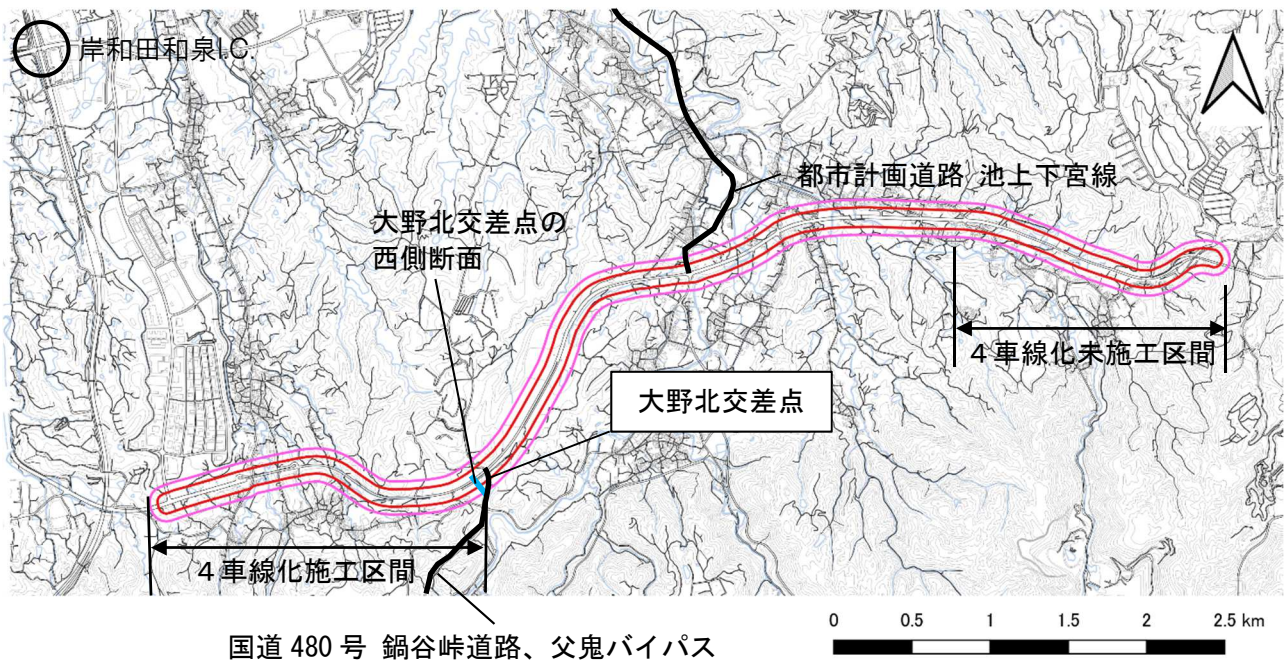 岸和田和泉I.C.
都市計画道路 池上下宮線
大野北交差点の
西側断面
4車線化未施工区間
大野北交差点
4車線化施工区間
国道480号 鍋谷峠道路、父鬼バイパス
0 0.5 1 1.5 2 2.5 km